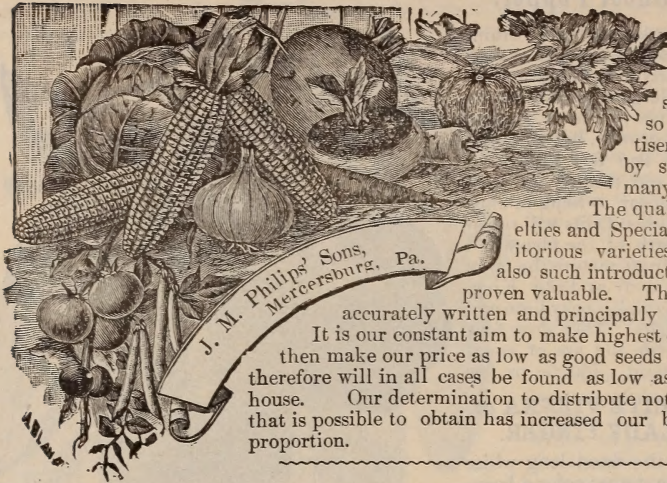 so
by s
many
The qua
elties and Specia
itorious varieties
J. M. Philips' Sons,
Mercersburg, Pa.
also such introduct
proven valuable. Th
accurately written and principally
It is our constant aim to make highest
then make our price as low as good seeds
therefore will in all cases be found as low as
house. Our determination to distribute not
that is possible to obtain has increased our b
proportion.
A. BLANC